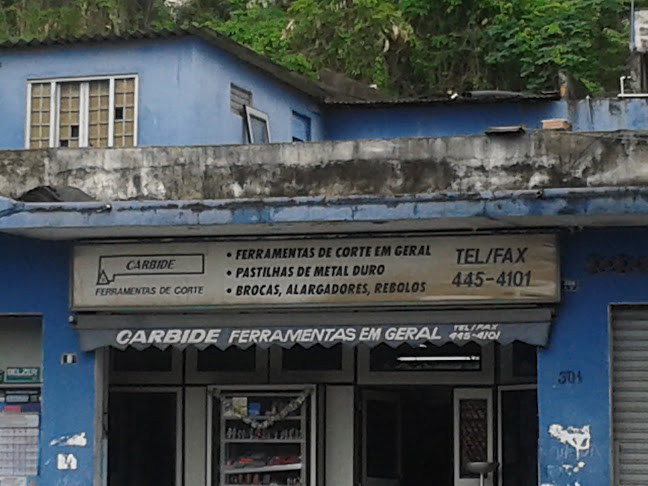 CARBIDE
FERRAMENTAS DE CORTE
• FERRAMENTAS DE CORTE EM GERAL
• PASTILHAS DE METAL DURO
• BROCAS, ALARGADORES, REBOLOS
TEL/FAX
445-4101
CARBIDE FERRAMENTAS EM GERAL TEL/FAX
445-4101
BELZER
301